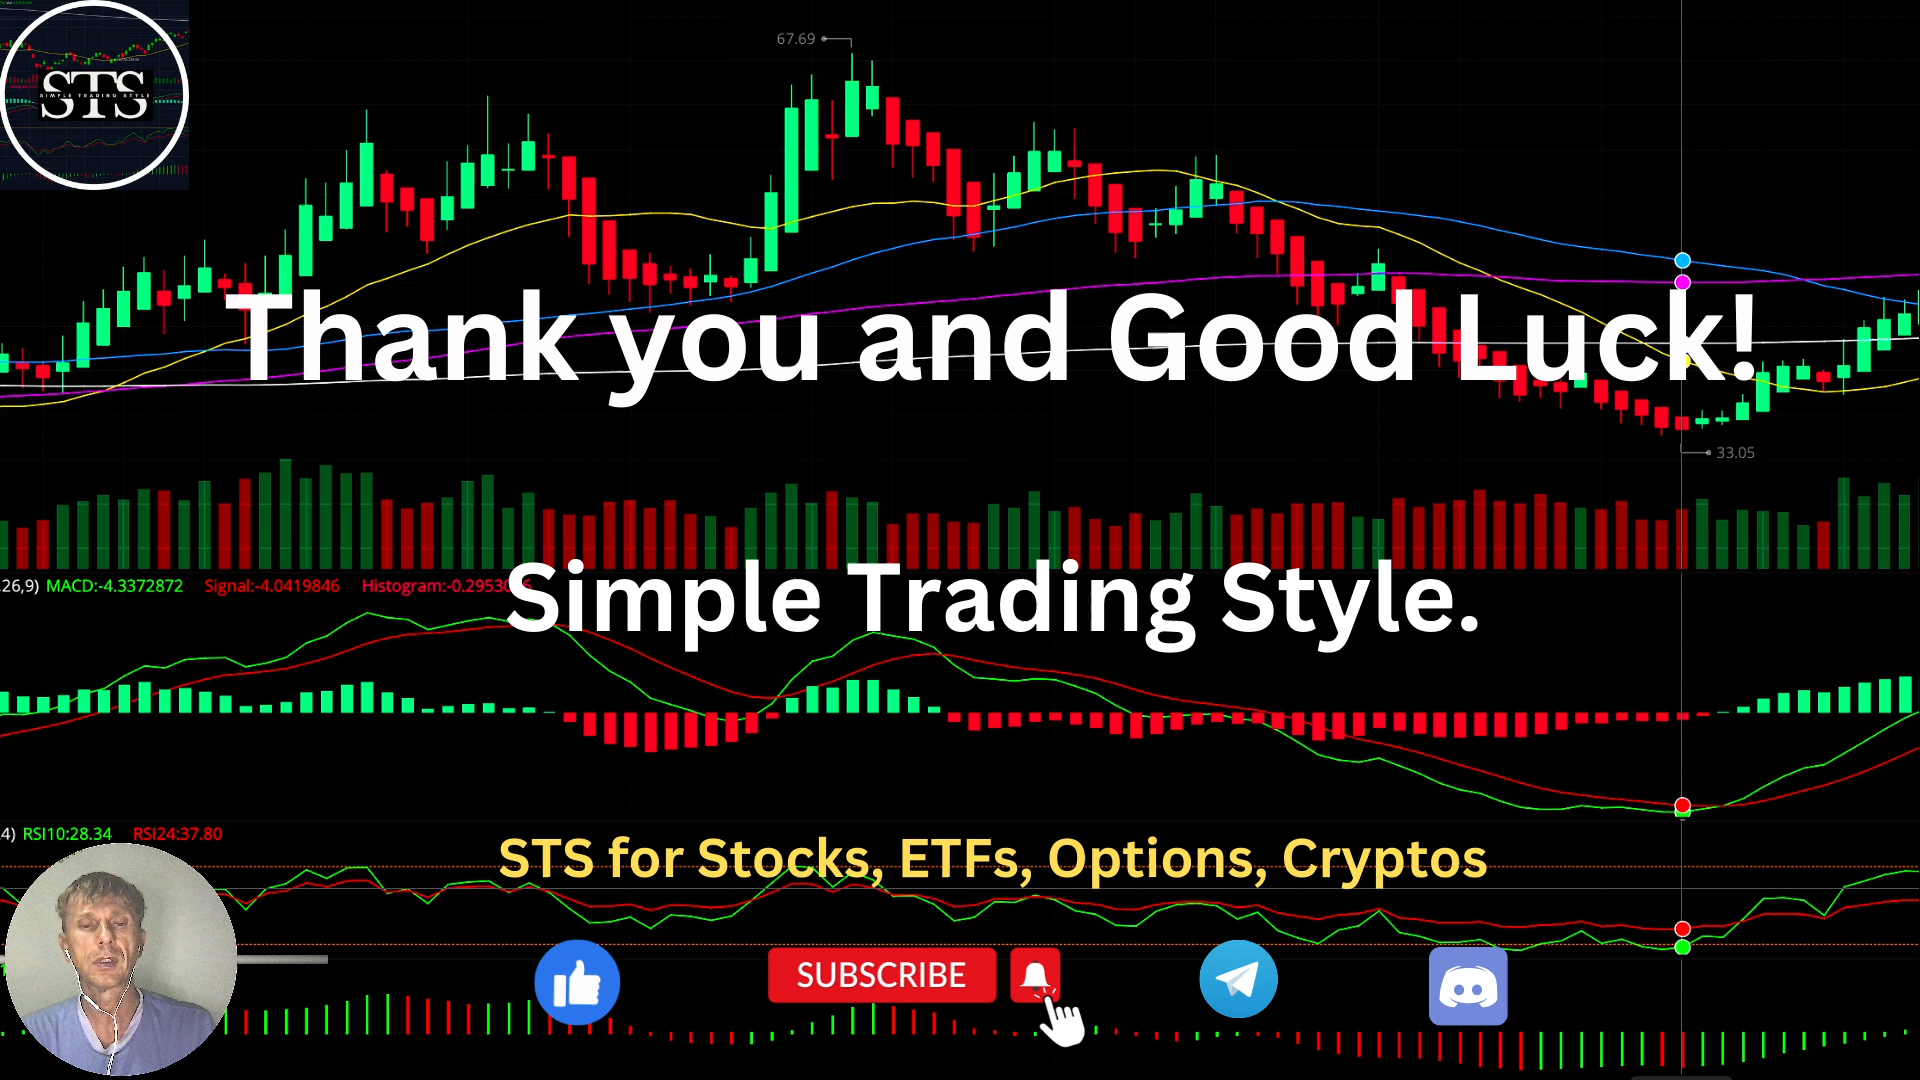 STS
SIMPLE TRADING STYLE
67.69
Thank you and Good Luck!
33.05
,26,9) MACD:-4.3372872 Signal:-4.0419846 Histogram:-0.2953
Simple Trading Style.
4) RSI10:28.34 RSI24:37.80
STS for Stocks, ETFs, Options, Cryptos
SUBSCRIBE